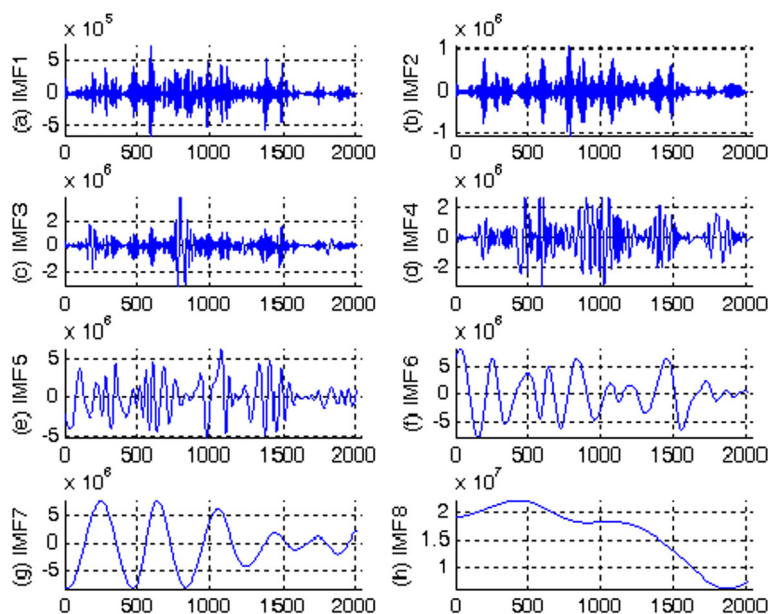 x 10^5
(a) IMF1
5
0
-5
0 500 1000 1500 2000
x 10^6
(b) IMF2
1
0
-1
0 500 1000 1500 2000
x 10^6
(c) IMF3
2
0
-2
0 500 1000 1500 2000
x 10^6
(d) IMF4
2
0
-2
0 500 1000 1500 2000
x 10^6
(e) IMF5
5
0
-5
0 500 1000 1500 2000
x 10^6
(f) IMF6
5
0
-5
0 500 1000 1500 2000
x 10^6
(g) IMF7
5
0
-5
0 500 1000 1500 2000
x 10^7
(h) IMF8
2
1.5
1
0 500 1000 1500 2000